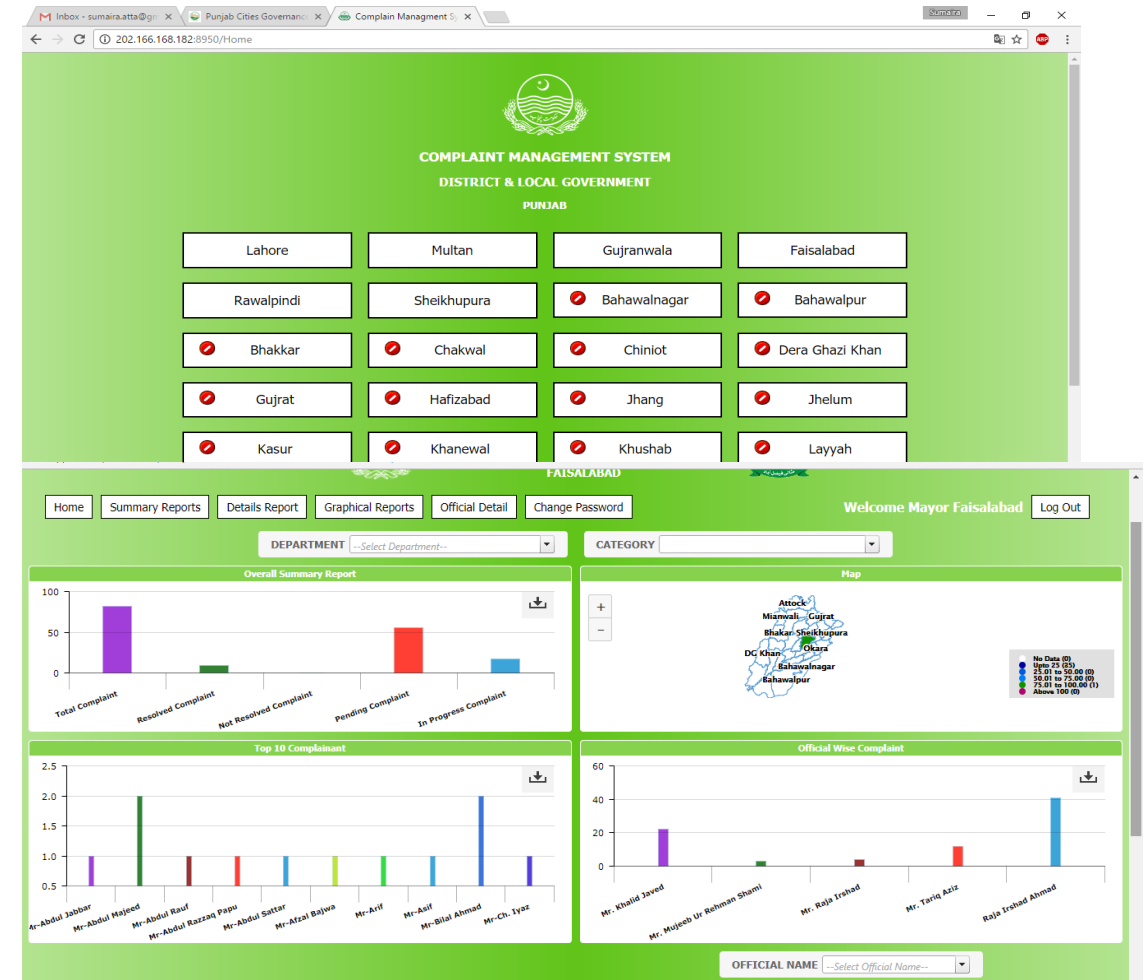 Inbox - sumaira.atta@gm
Punjab Cities Governance
Complain Managment Sy
Sumaira
202.166.168.182:8950/Home
ABP
COMPLAINT MANAGEMENT SYSTEM
DISTRICT & LOCAL GOVERNMENT
PUNJAB
Lahore Multan Gujranwala Faisalabad
Rawalpindi Sheikhupura Bahawalnagar Bahawalpur
Bhakkar Chakwal Chiniot Dera Ghazi Khan
Gujrat Hafizabad Jhang Jhelum
Kasur Khanewal Khushab Layyah
FAISALABAD
Home Summary Reports Details Report Graphical Reports Official Detail Change Password Welcome Mayor Faisalabad Log Out
DEPARTMENT --Select Department-- CATEGORY
Overall Summary Report
100
50
0
Total Complaint Resolved Complaint Not Resolved Complaint Pending Complaint In Progress Complaint
Map
+
-
Attock
Mianwali Gujrat
Bhakar Sheikhupura
DG Khan Okara
Bahawalnagar
Bahawalpur
No Data (0)
Upto 25 (35)
25.01 to 50.00 (0)
50.01 to 75.00 (0)
75.01 to 100.00 (1)
Above 100 (0)
Top 10 Complainant
2.5
2.0
1.5
1.0
0.5
Mr-Abdul Jabbar Mr-Abdul Majeed Mr-Abdul Rauf Mr-Abdul Razzaq Papu Mr-Abdul Sattar Mr-Afzal Bajwa Mr-Arif Mr-Asif Mr-Bilal Ahmad Mr-Ch. Iyaz
Official Wise Complaint
60
40
20
0
Mr. Khalid Javed Mr. Mujeeb Ur Rehman Shami Mr. Raja Irshad Mr. Tariq Aziz Raja Irshad Ahmad
OFFICIAL NAME --Select Official Name--